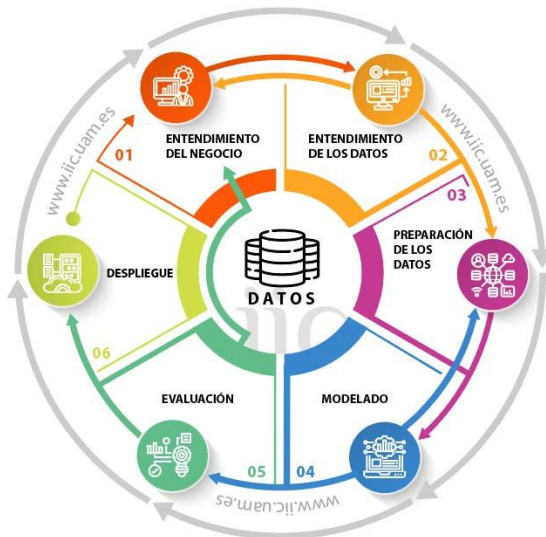 www.iic.uam.es
www.iic.uam.es
01
ENTENDIMIENTO
DEL NEGOCIO
ENTENDIMIENTO
DE LOS DATOS
02
03
PREPARACIÓN
DE LOS
DATOS
DATOS
iic
DESPLIEGUE
06
EVALUACIÓN
MODELADO
05
04
www.iic.uam.es